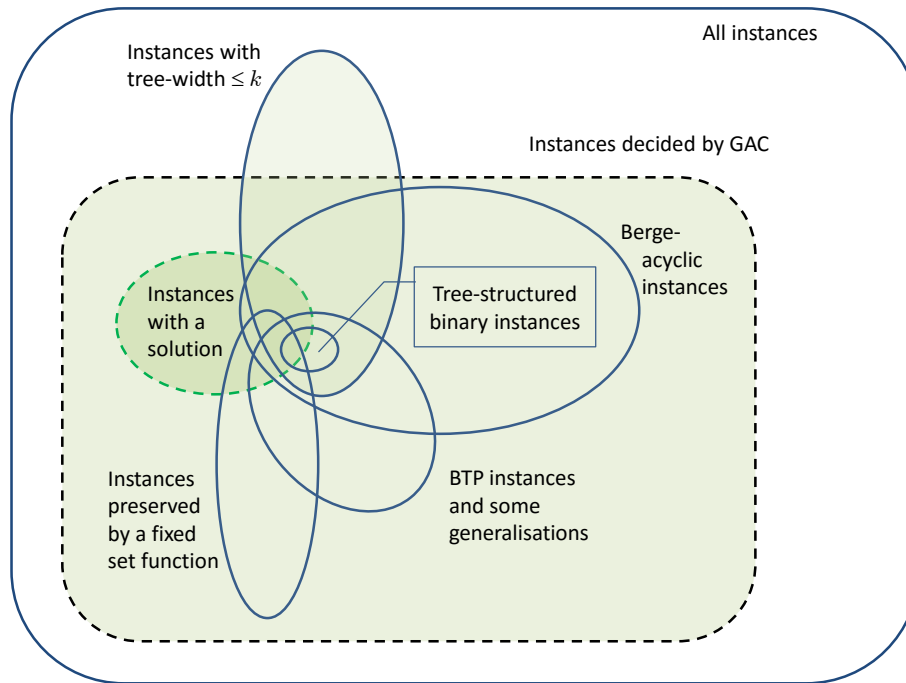 All instances
Instances with
tree-width ≤ k
Instances decided by GAC
Berge-
acyclic
instances
Instances
with a
solution
Tree-structured
binary instances
Instances
preserved
by a fixed
set function
BTP instances
and some
generalisations